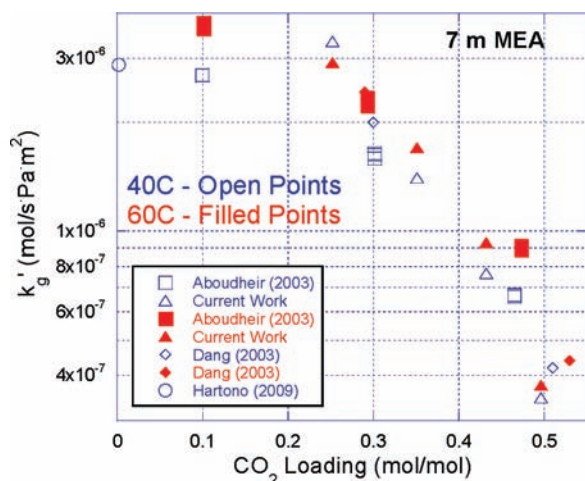 7 m MEA
3x10⁻⁶
1x10⁻⁶
8x10⁻⁷
6x10⁻⁷
4x10⁻⁷
kg' (mol/s·Pa·m²)
40C - Open Points
60C - Filled Points
Aboudheir (2003)
Current Work
Aboudheir (2003)
Current Work
Dang (2003)
Dang (2003)
Hartono (2009)
0 0.1 0.2 0.3 0.4 0.5
CO₂ Loading (mol/mol)